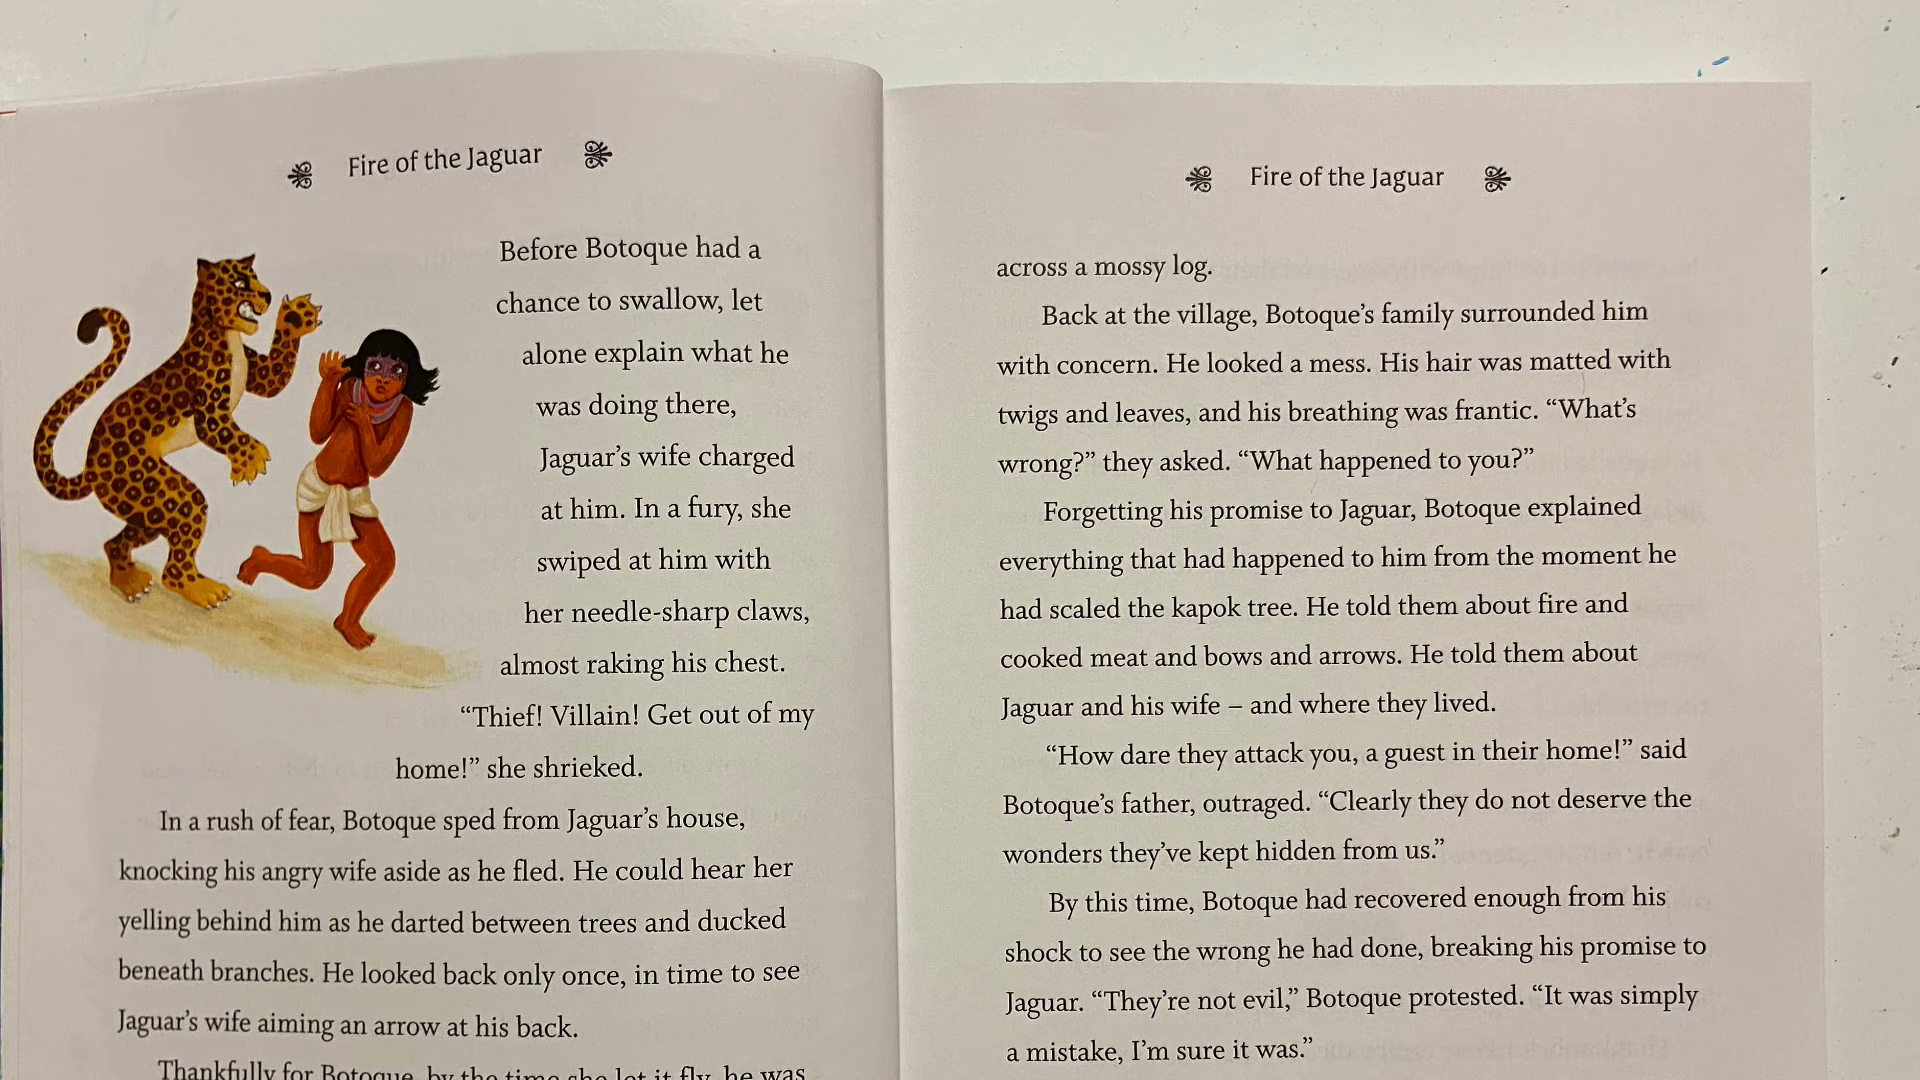 Fire of the Jaguar
Before Botoque had a
chance to swallow, let
alone explain what he
was doing there,
Jaguar’s wife charged
at him. In a fury, she
swiped at him with
her needle-sharp claws,
almost raking his chest.
“Thief! Villain! Get out of my
home!” she shrieked.
In a rush of fear, Botoque sped from Jaguar’s house,
knocking his angry wife aside as he fled. He could hear her
yelling behind him as he darted between trees and ducked
beneath branches. He looked back only once, in time to see
Jaguar’s wife aiming an arrow at his back.
Thankfully for Botoque, by the time she let it fly, he was
Fire of the Jaguar
across a mossy log.
Back at the village, Botoque’s family surrounded him
with concern. He looked a mess. His hair was matted with
twigs and leaves, and his breathing was frantic. “What’s
wrong?” they asked. “What happened to you?”
Forgetting his promise to Jaguar, Botoque explained
everything that had happened to him from the moment he
had scaled the kapok tree. He told them about fire and
cooked meat and bows and arrows. He told them about
Jaguar and his wife – and where they lived.
“How dare they attack you, a guest in their home!” said
Botoque’s father, outraged. “Clearly they do not deserve the
wonders they’ve kept hidden from us.”
By this time, Botoque had recovered enough from his
shock to see the wrong he had done, breaking his promise to
Jaguar. “They’re not evil,” Botoque protested. “It was simply
a mistake, I’m sure it was.”